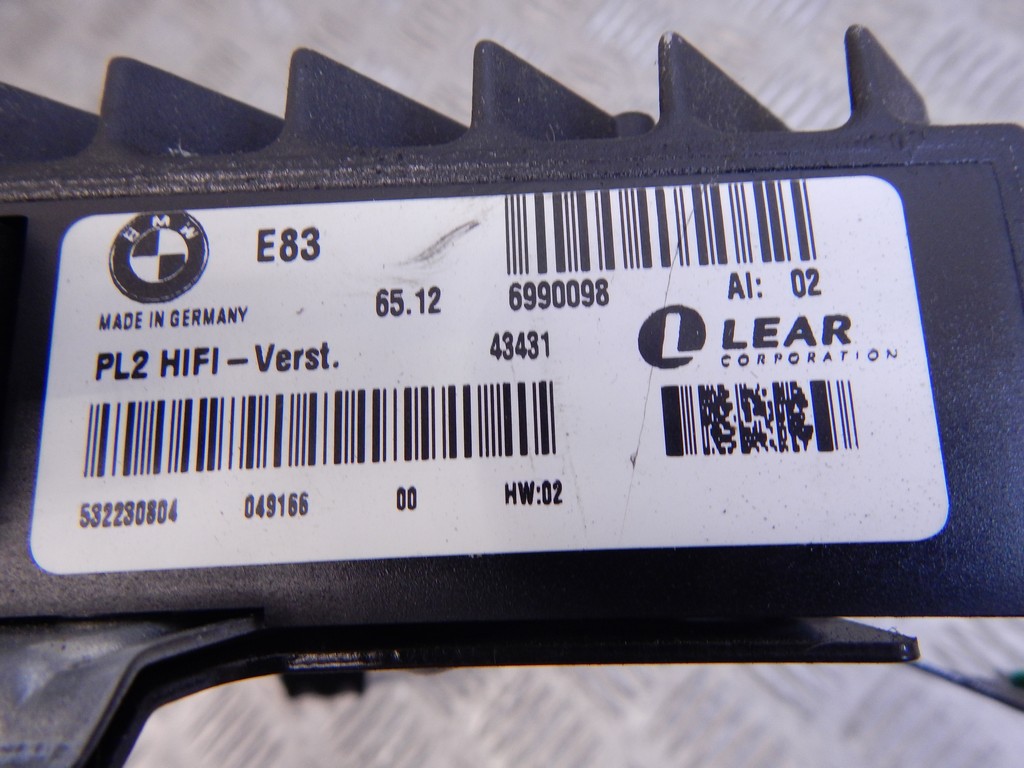 BMW
E83
MADE IN GERMANY
65.12 6990098 AI: 02
PL2 HIFI-Verst. 43431
LEAR
CORPORATION
532230804 049166 00 HW:02